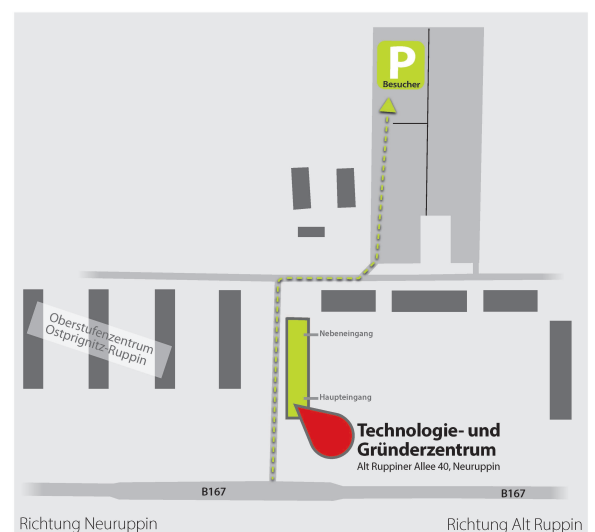 P
Besucher
Oberstufenzentrum
Ostprignitz-Ruppin
Nebeneingang
Haupteingang
Technologie- und
Gründerzentrum
Alt Ruppiner Allee 40, Neuruppin
B167
B167
Richtung Neuruppin
Richtung Alt Ruppin